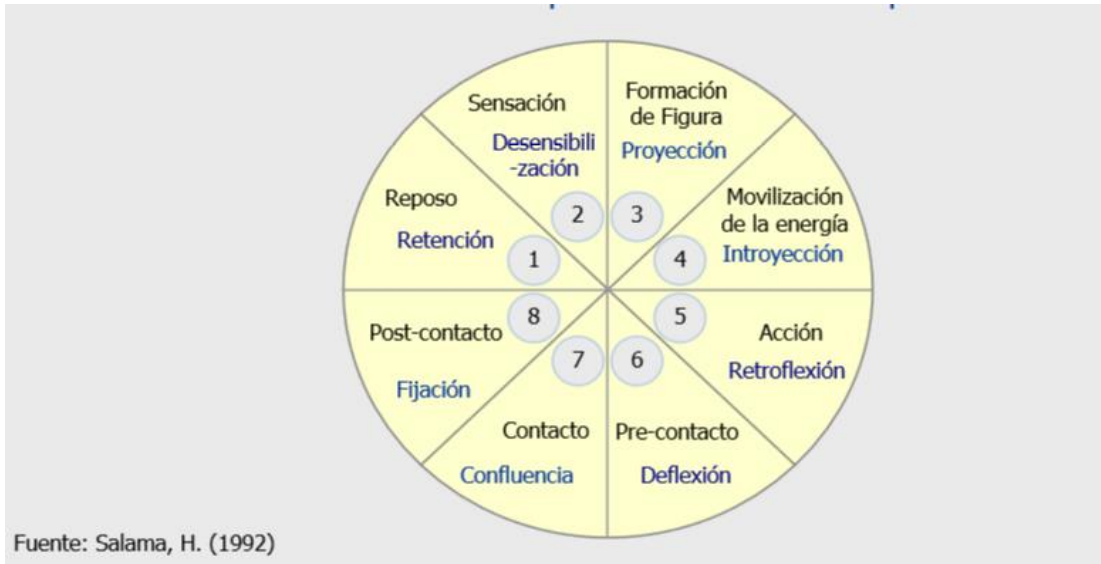 Reposo
Retención
1
Sensación
Desensibili
-zación
2
Formación
de Figura
Proyección
3
Movilización
de la energía
Introyección
4
Acción
Retroflexión
5
Pre-contacto
Deflexión
6
Contacto
Confluencia
7
Post-contacto
Fijación
8
Fuente: Salama, H. (1992)